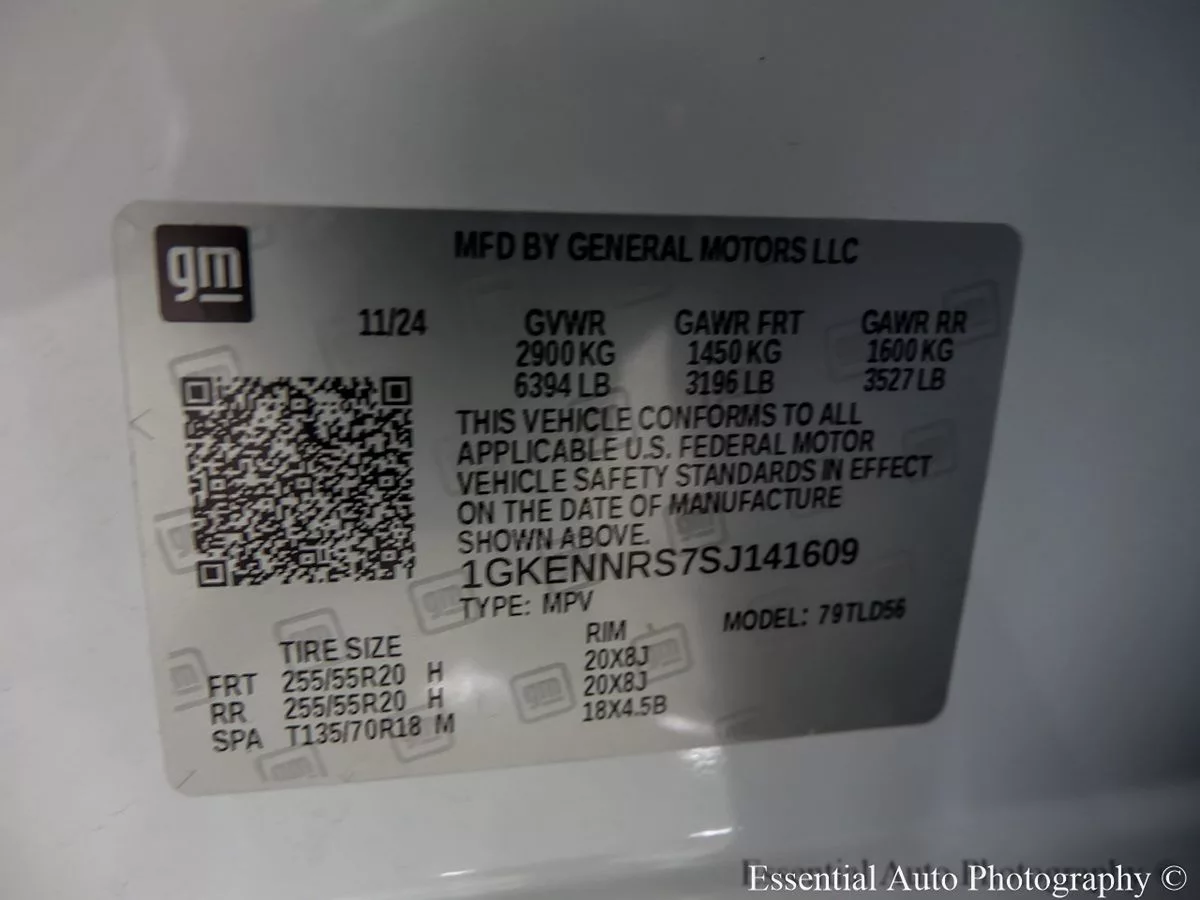 gm
MFD BY GENERAL MOTORS LLC
11/24 GVWR GAWR FRT GAWR RR
2900 KG 1450 KG 1600 KG
6394 LB 3196 LB 3527 LB
THIS VEHICLE CONFORMS TO ALL
APPLICABLE U.S. FEDERAL MOTOR
VEHICLE SAFETY STANDARDS IN EFFECT
ON THE DATE OF MANUFACTURE
SHOWN ABOVE.
1GKENNRS7SJ141609
TYPE: MPV MODEL: 79TLD56
TIRE SIZE RIM
FRT 255/55R20 H 20X8J
RR 255/55R20 H 20X8J
SPA T135/70R18 M 18X4.5B
Essential Auto Photography ©